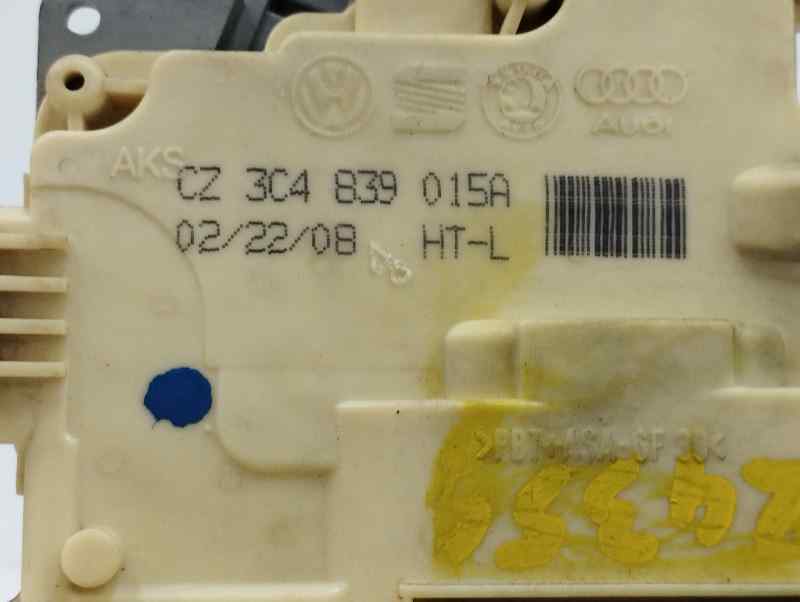 AUDI
AKS
CZ 3C4 839 015A
02/22/08 HT-L
>PBT+ASA-GF 30<